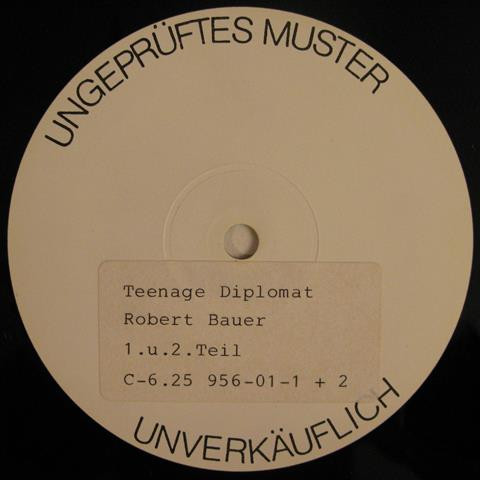 UNGEPRÜFTES MUSTER
Teenage Diplomat
Robert Bauer
1.u.2.Teil
C-6.25 956-01-1 + 2
UNVERKÄUFLICH